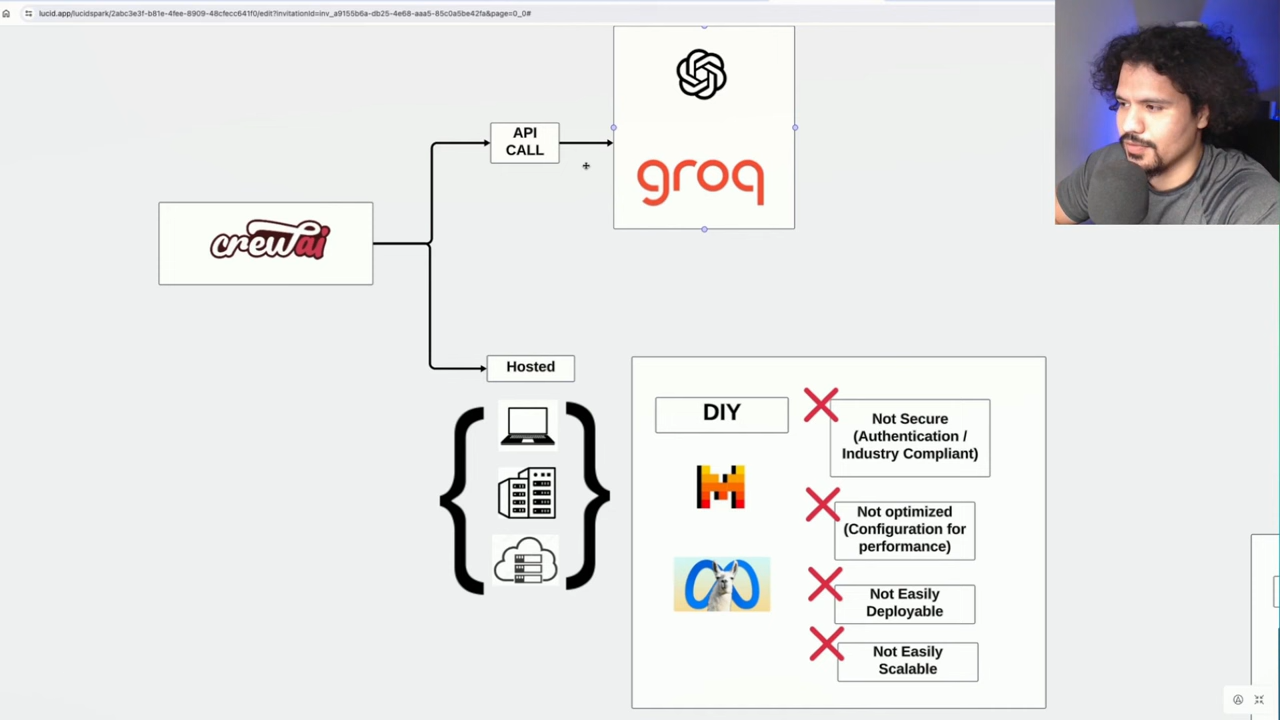 lucid.app/lucidspark/2abc3e3f-b81e-4fee-8909-48cfecc641f0/edit?invitationId=inv_a9155b6a-db25-4e68-aaa5-85c0a5be42fa&page=0_0#
API
CALL
groq
crewai
Hosted
DIY
Not Secure
(Authentication /
Industry Compliant)
Not optimized
(Configuration for
performance)
Not Easily
Deployable
Not Easily
Scalable